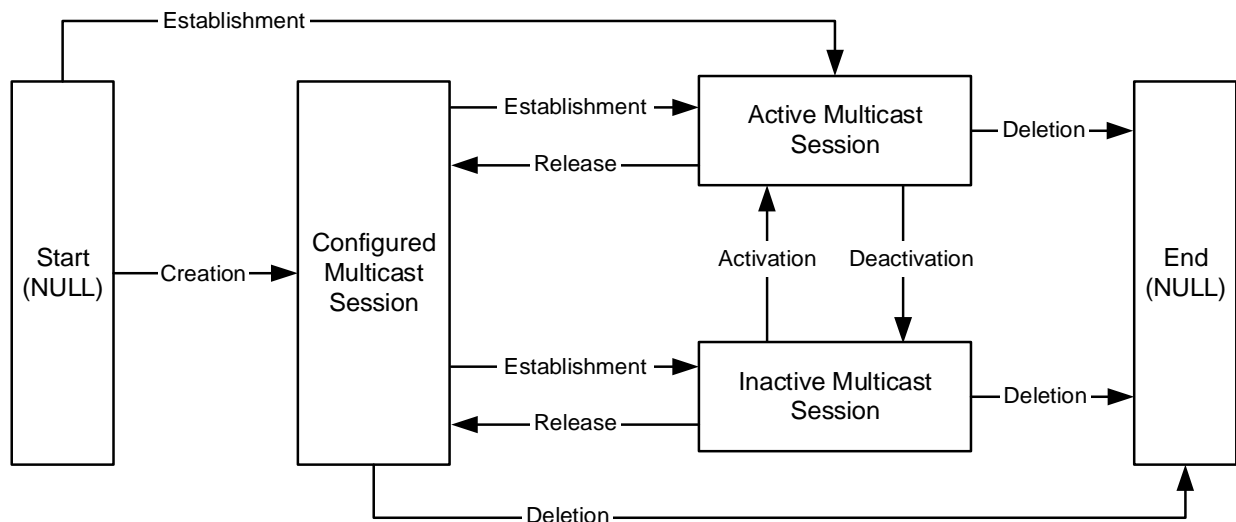 Establishment
Start
(NULL)
Creation
Configured
Multicast
Session
Establishment
Release
Establishment
Release
Active Multicast
Session
Activation
Deactivation
Inactive Multicast
Session
Deletion
Deletion
End
(NULL)
Deletion